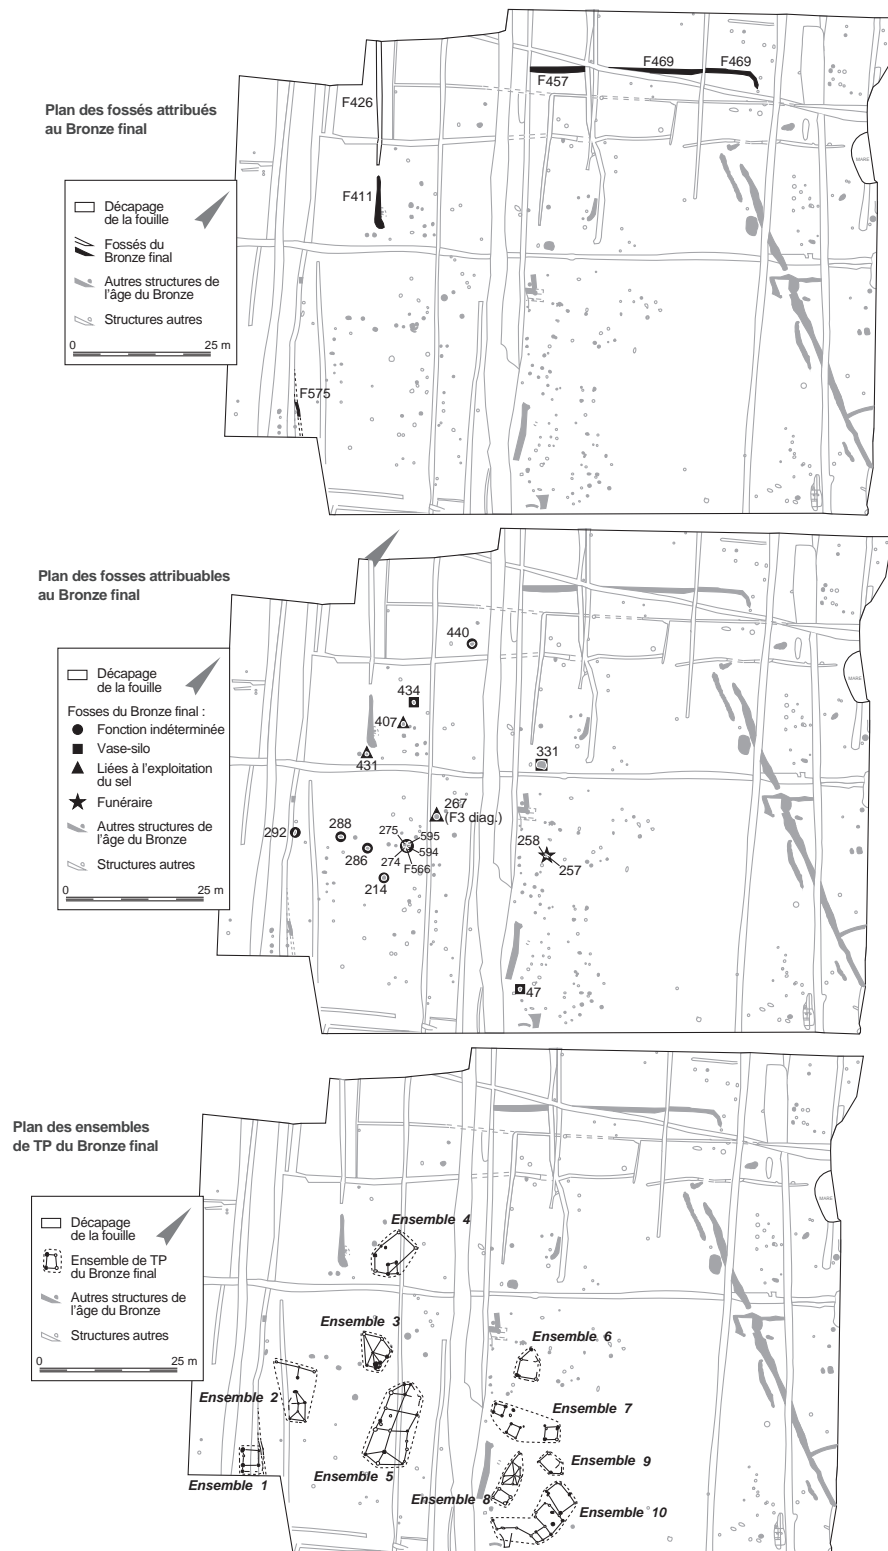 Plan des fossés attribués
au Bronze final
Décapage
de la fouille
Fossés du
Bronze final
Autres structures de
l'âge du Bronze
Structures autres
0 25 m
F426
F411
F575
F457
F469
F469
MARE
Plan des fosses attribuables
au Bronze final
Décapage
de la fouille
Fosses du Bronze final :
Fonction indéterminée
Vase-silo
Liées à l'exploitation
du sel
Funéraire
Autres structures de
l'âge du Bronze
Structures autres
0 25 m
440
434
407
431
331
267
(F3 diag.)
292
288
286
275
595
274
594
F566
214
258
257
47
MARE
Plan des ensembles
de TP du Bronze final
Décapage
de la fouille
Ensemble de TP
du Bronze final
Autres structures de
l'âge du Bronze
Structures autres
0 25 m
Ensemble 4
Ensemble 3
Ensemble 6
Ensemble 2
Ensemble 7
Ensemble 9
Ensemble 5
Ensemble 1
Ensemble 8
Ensemble 10
MARE